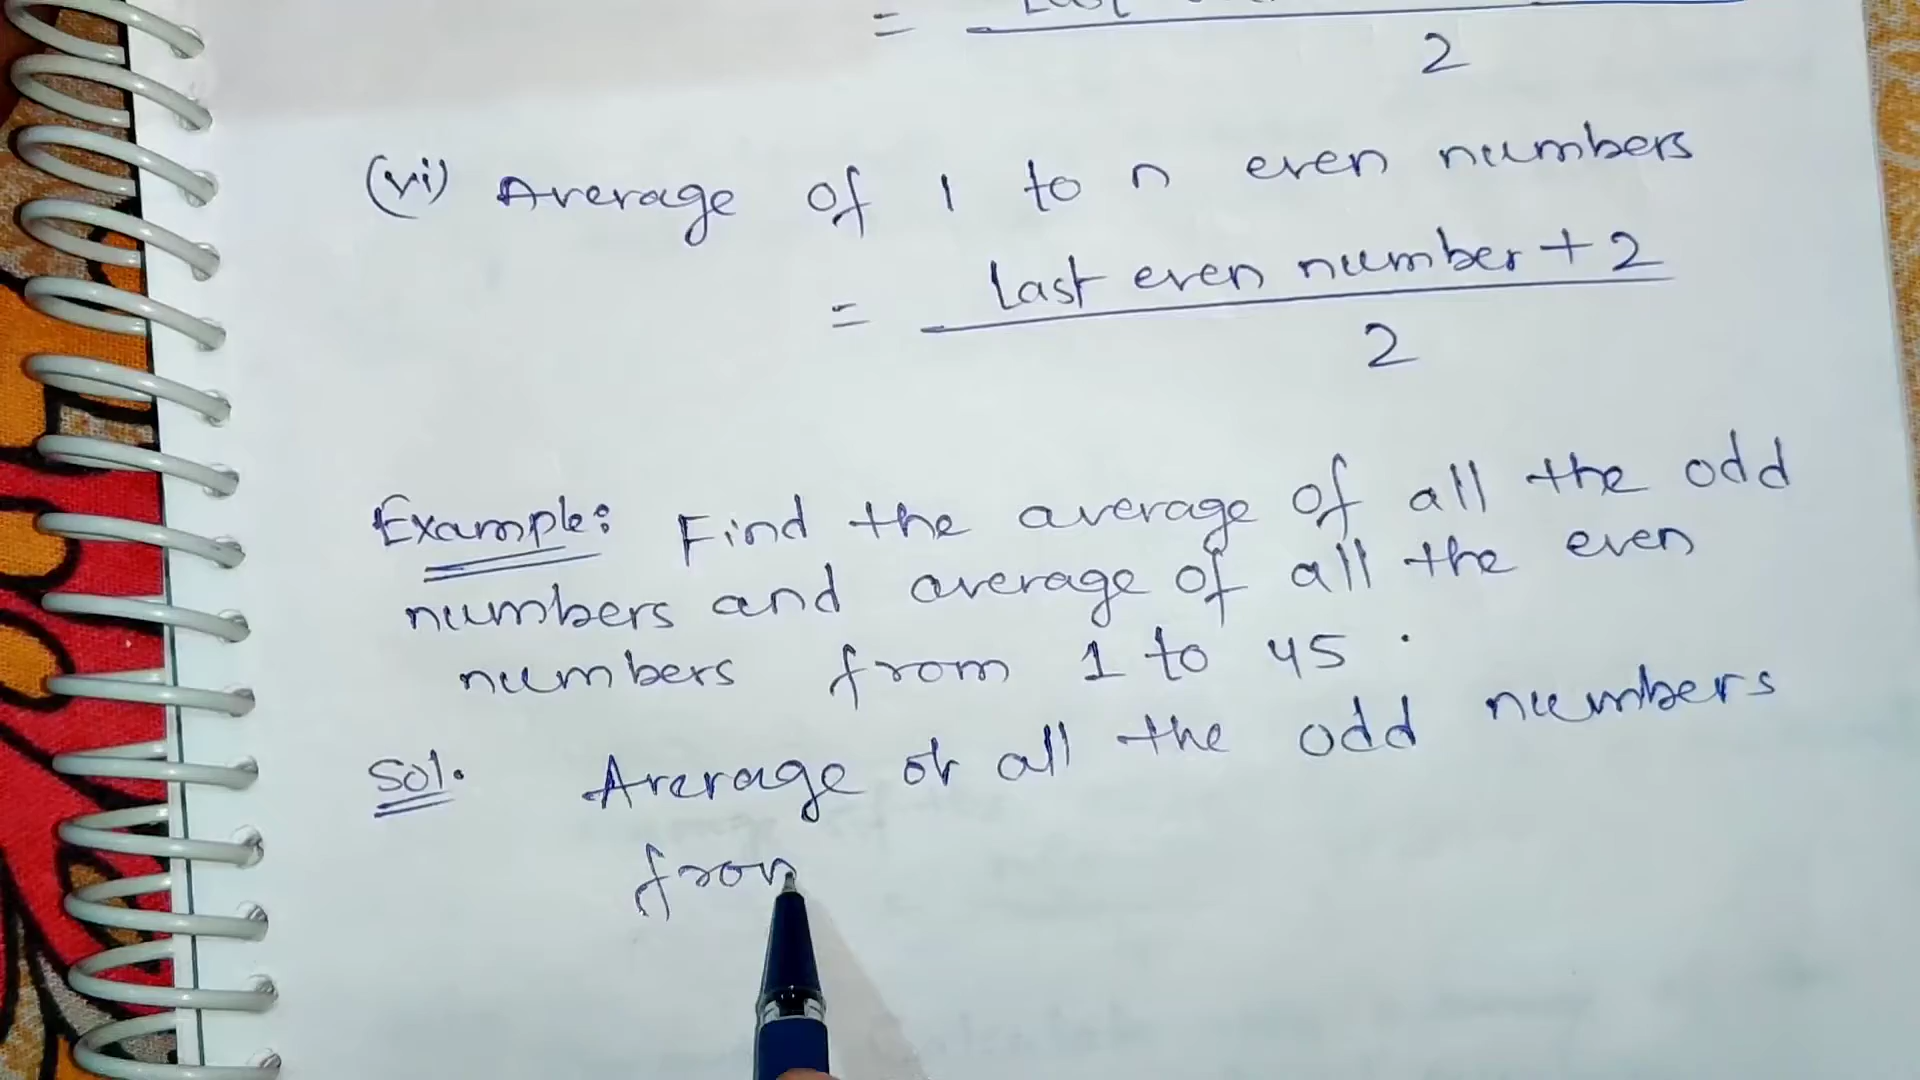 =
2
(vi) Average of 1 to n even numbers
= Last even number + 2
2
Example: Find the average of all the odd
numbers and average of all the even
numbers from 1 to 45.
Sol. Average of all the odd numbers
from